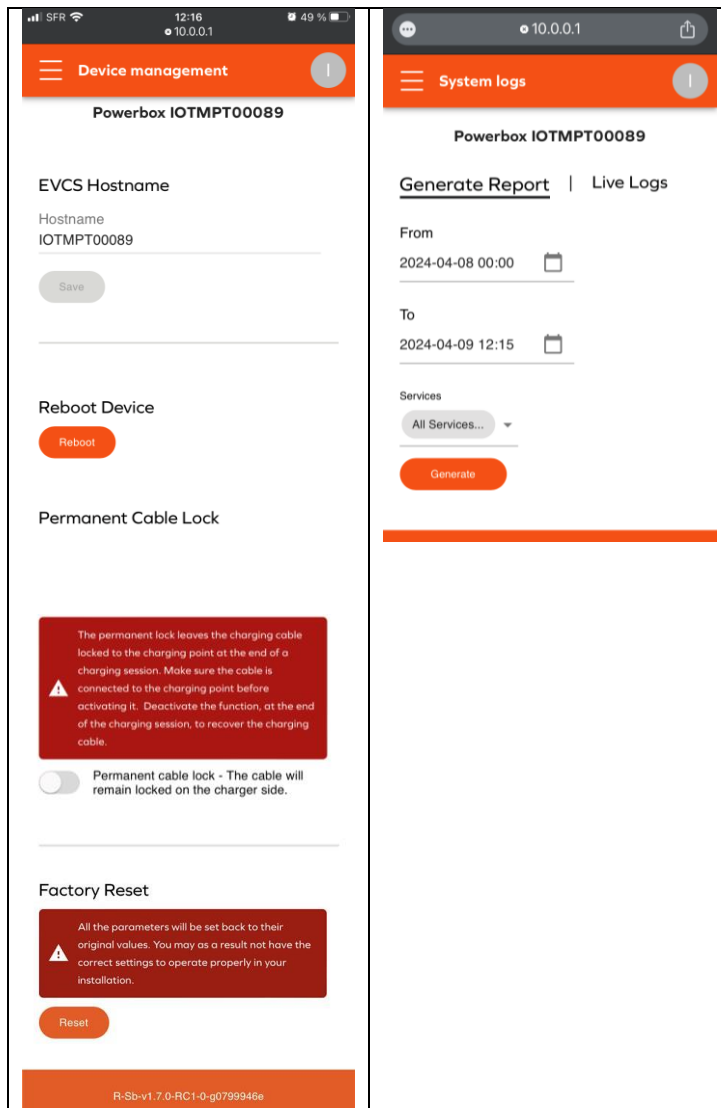 SFR 12:16 49 %
10.0.0.1
Device management I
Powerbox IOTMPT00089
EVCS Hostname
Hostname
IOTMPT00089
Save
Reboot Device
Reboot
Permanent Cable Lock
The permanent lock leaves the charging cable
locked to the charging point at the end of a
charging session. Make sure the cable is
connected to the charging point before
activating it. Deactivate the function, at the end
of the charging session, to recover the charging
cable.
Permanent cable lock - The cable will
remain locked on the charger side.
Factory Reset
All the parameters will be set back to their
original values. You may as a result not have the
correct settings to operate properly in your
installation.
Reset
R-Sb-v1.7.0-RC1-0-g0799946e
10.0.0.1
System logs I
Powerbox IOTMPT00089
Generate Report | Live Logs
From
2024-04-08 00:00
To
2024-04-09 12:15
Services
All Services...
Generate